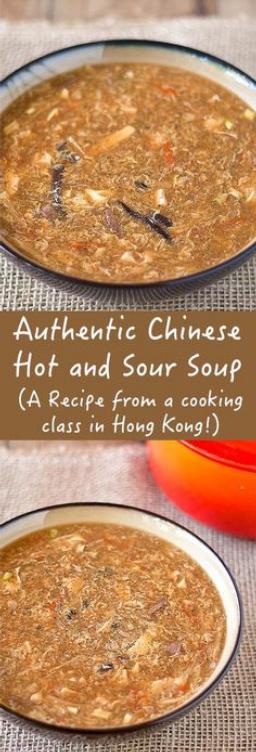 Authentic Chinese
Hot and Sour Soup
(A Recipe from a cooking
class in Hong Kong!)